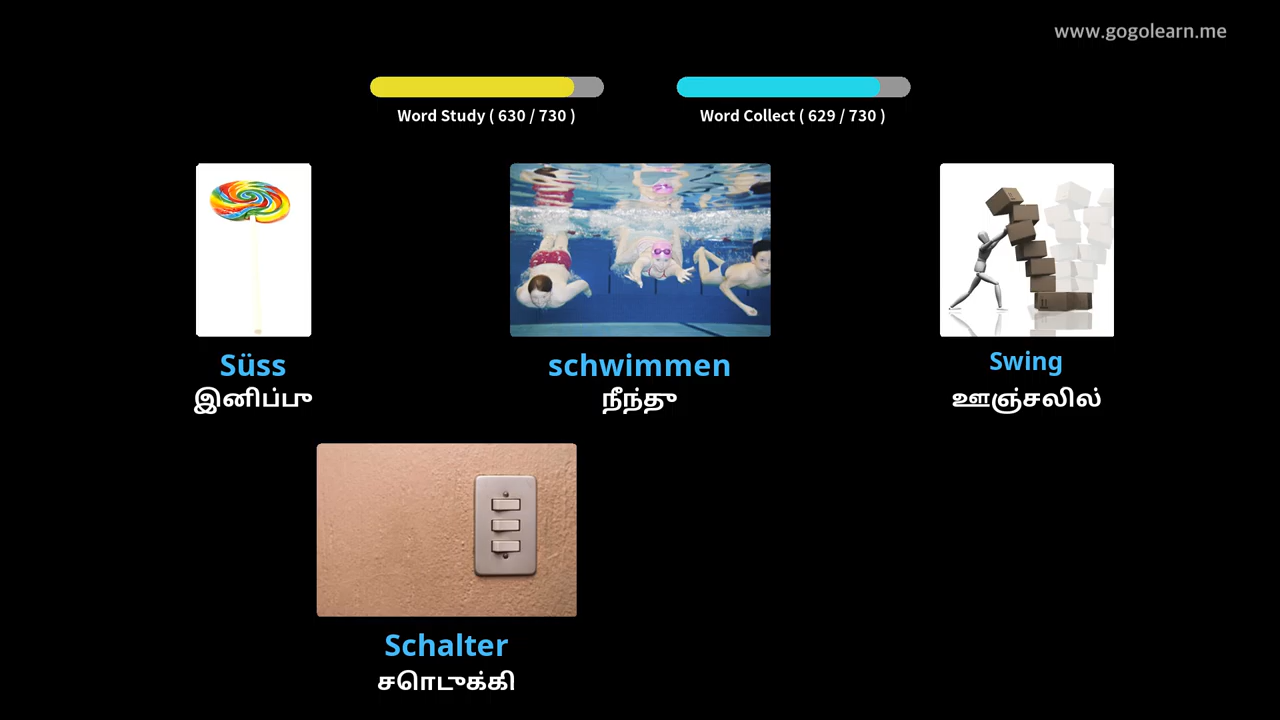 www.gogolearn.me
Word Study ( 630 / 730 )
Word Collect ( 629 / 730 )
Süss
இனிப்பு
schwimmen
நீந்து
Swing
ஊஞ்சலில்
Schalter
சொடுக்கி